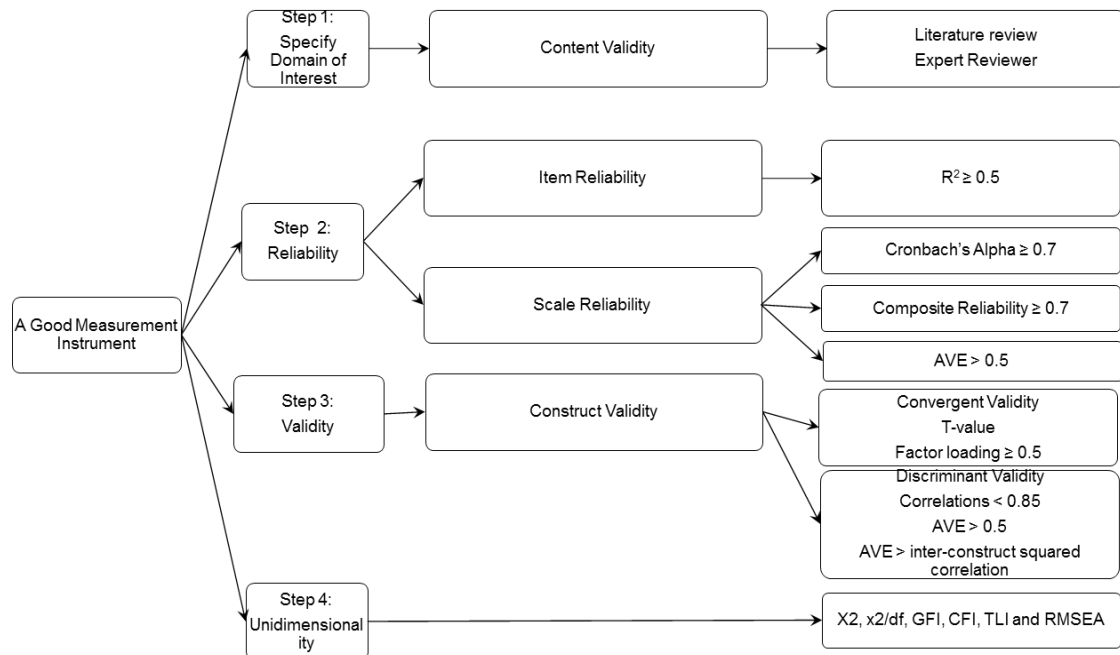 Step 1:
Specify
Domain of
Interest
Content Validity
Literature review
Expert Reviewer
Item Reliability
R² ≥ 0.5
Step 2:
Reliability
Cronbach's Alpha ≥ 0.7
Scale Reliability
Composite Reliability ≥ 0.7
A Good Measurement
Instrument
AVE > 0.5
Step 3:
Validity
Construct Validity
Convergent Validity
T-value
Factor loading ≥ 0.5
Discriminant Validity
Correlations < 0.85
AVE > 0.5
AVE > inter-construct squared
correlation
Step 4:
Unidimensional
ity
X2, x2/df, GFI, CFI, TLI and RMSEA